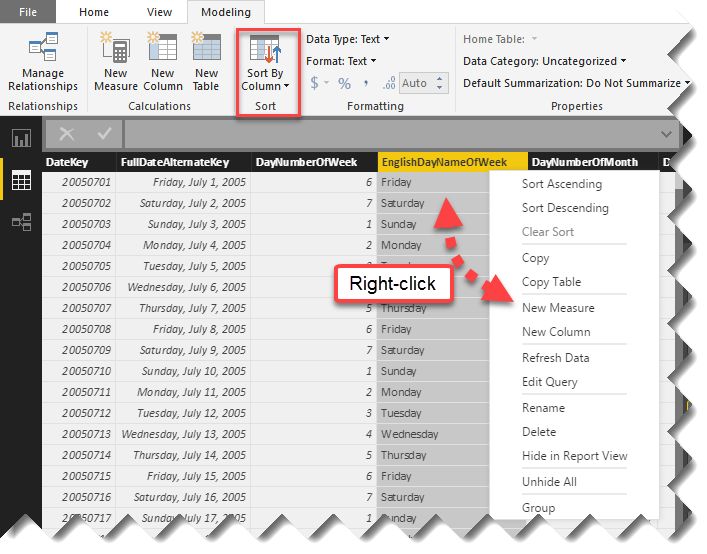 File Home View Modeling
Manage Relationships New Measure New Column New Table Sort By Column Data Type: Text Format: Text $ % , .00 Auto Home Table: Data Category: Uncategorized Default Summarization: Do Not Summarize
Relationships Calculations Sort Formatting Properties
DateKey FullDateAlternateKey DayNumberOfWeek EnglishDayNameOfWeek DayNumberOfMonth D
20050701 Friday, July 1, 2005 6 Friday
20050702 Saturday, July 2, 2005 7 Saturday
20050703 Sunday, July 3, 2005 1 Sunday
20050704 Monday, July 4, 2005 2 Monday
20050705 Tuesday, July 5, 2005
20050706 Wednesday, July 6, 2005
20050707 Thursday, July 7, 2005 5 Thursday
20050708 Friday, July 8, 2005 6 Friday
20050709 Saturday, July 9, 2005 7 Saturday
20050710 Sunday, July 10, 2005 1 Sunday
20050711 Monday, July 11, 2005 2 Monday
20050712 Tuesday, July 12, 2005 3 Tuesday
20050713 Wednesday, July 13, 2005 4 Wednesday
20050714 Thursday, July 14, 2005 5 Thursday
20050715 Friday, July 15, 2005 6 Friday
20050716 Saturday, July 16, 2005 7 Saturday
20050717 Sunday, July 17, 2005 1 Sunday
Monday
Right-click
Sort Ascending
Sort Descending
Clear Sort
Copy
Copy Table
New Measure
New Column
Refresh Data
Edit Query
Rename
Delete
Hide in Report View
Unhide All
Group